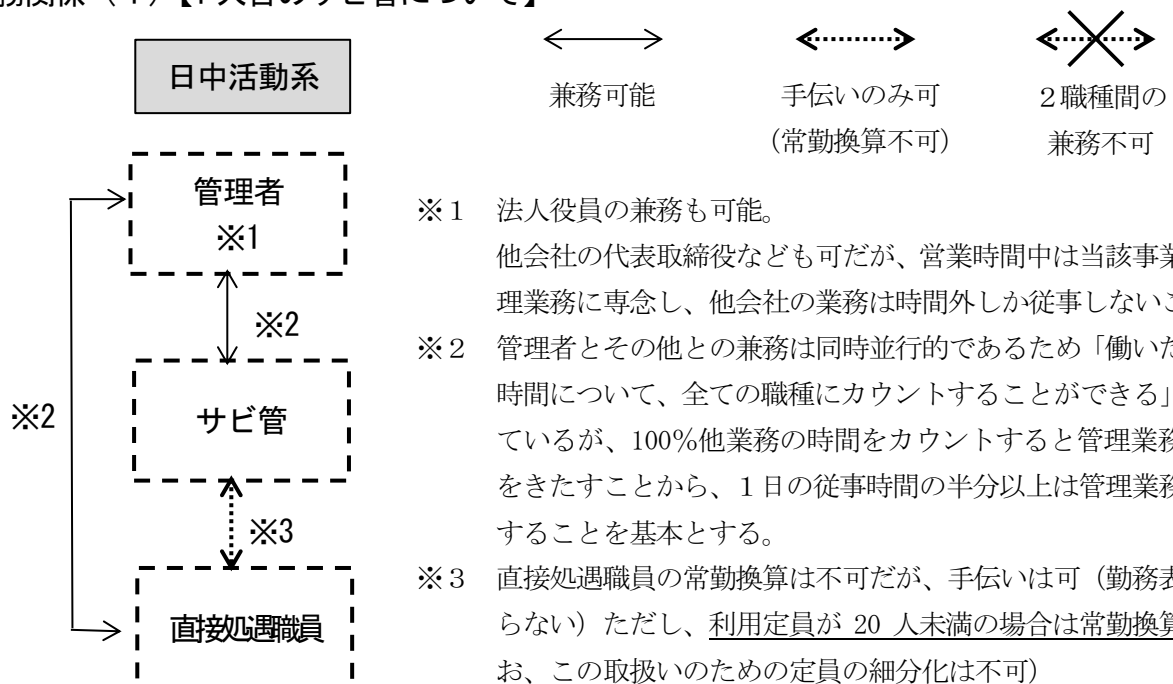 【1人目のサビ管について】
日中活動系
兼務可能
手伝いのみ可
（常勤換算不可）
２職種間の
兼務不可
管理者
※1
※2
サビ管
※2
※3
直接処遇職員
※１　法人役員の兼務も可能。
他会社の代表取締役なども可だが、営業時間中は当該事業
理業務に専念し、他会社の業務は時間外しか従事しないこ
※２　管理者とその他との兼務は同時並行的であるため「働いた
時間について、全ての職種にカウントすることができる」
ているが、100％他業務の時間をカウントすると管理業務
をきたすことから、１日の従事時間の半分以上は管理業務
することを基本とする。
※３　直接処遇職員の常勤換算は不可だが、手伝いは可（勤務表
らない）ただし、利用定員が 20 人未満の場合は常勤換算
お、この取扱いのための定員の細分化は不可）